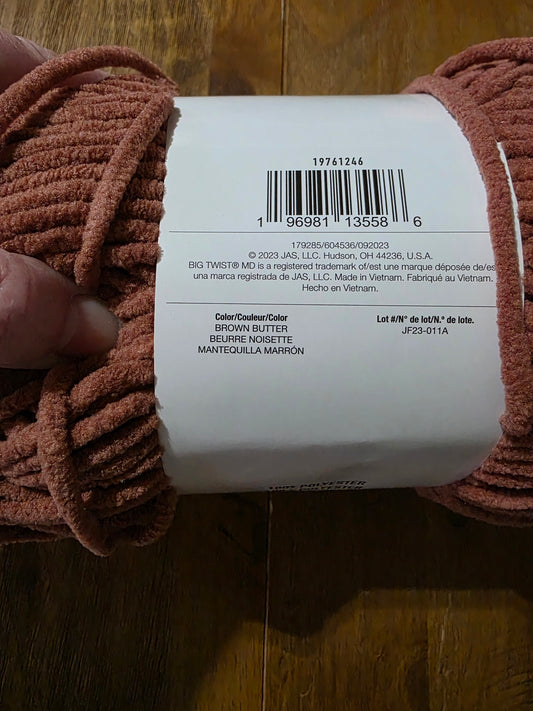 19761246
1 96981 13558 6
179285/604536/092023
© 2023 JAS, LLC. Hudson, OH 44236, U.S.A.
BIG TWIST® MD is a registered trademark of/est une marque déposée de/es
una marca registrada de JAS, LLC. Made in Vietnam. Fabriqué au Vietnam.
Hecho en Vietnam.
Color/Couleur/Color
BROWN BUTTER
BEURRE NOISETTE
MANTEQUILLA MARRÓN
Lot #/N° de lot/N.° de lote.
JF23-011A
100% POLYESTER